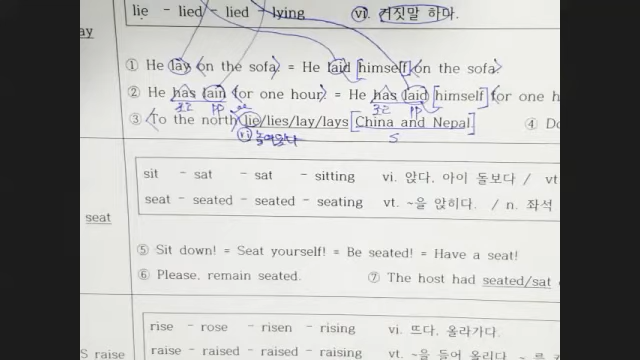 lie - lied - lied - lying vi. 거짓말 하다.
ay
① He lay on the sofa. = He laid himself on the sofa.
② He has lain for one hour. = He has laid himself for one h
pp pp
③ To the north lie/lies/lay/lays China and Nepal ④ Do
vi S
sit - sat - sat - sitting vi. 앉다. 아이 돌보다 / vt
seat - seated - seated - seating vt. ~을 앉히다. / n. 좌석
seat
⑤ Sit down! = Seat yourself! = Be seated! = Have a seat!
⑥ Please, remain seated. ⑦ The host had seated/sat
rise - rose - risen - rising vi. 뜨다. 올라가다.
S raise raise - raised - raised - raising vt. ~을 들어 올리다.